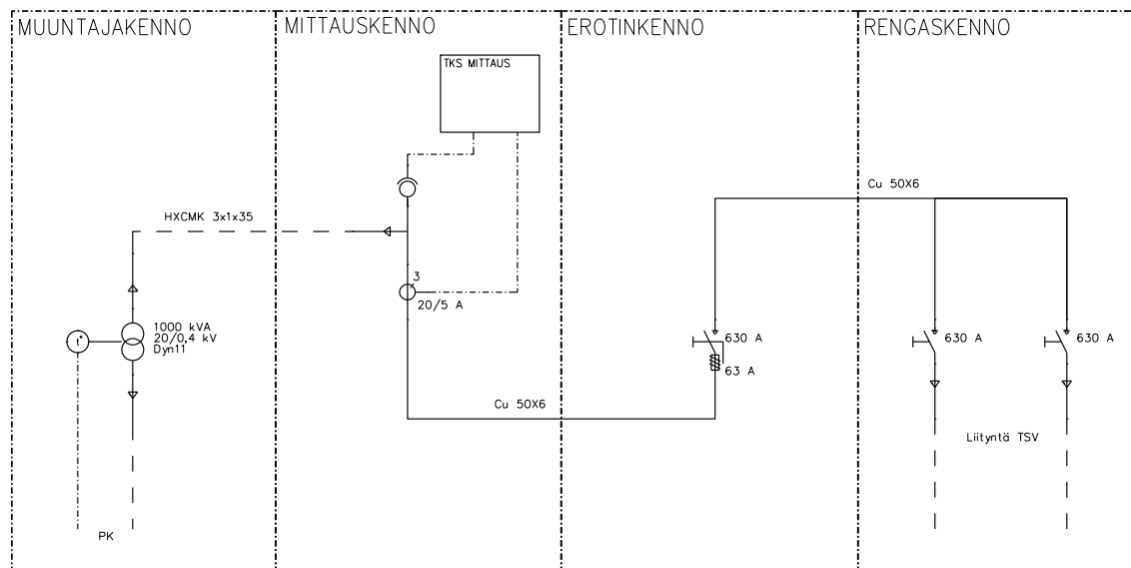 MUUNTAJAKENNO
MITTAUSKENNO
EROTINKENNO
RENGASKENNO
TKS MITTAUS
HXCMK 3x1x35
Cu 50X6
3
20/5 A
1000 kVA
20/0,4 kV
Dyn11
t°
630 A
63 A
630 A
630 A
Cu 50X6
Liityntä TSV
PK